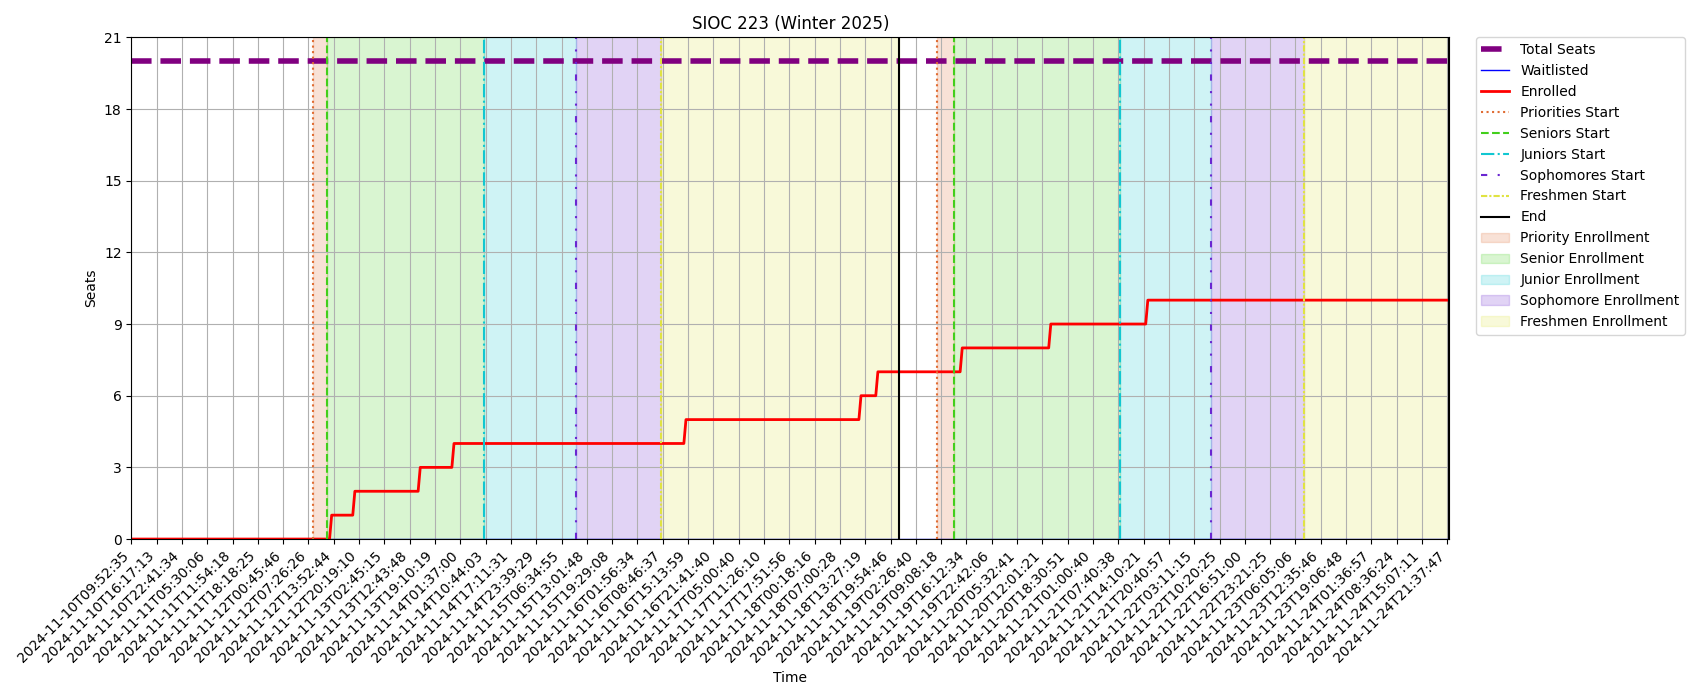 SIOC 223 (Winter 2025)
21
18
15
12
9
6
3
0
Seats
2024-11-10T09:52:35
2024-11-10T16:17:13
2024-11-10T22:41:34
2024-11-11T05:30:06
2024-11-11T11:54:18
2024-11-11T18:18:25
2024-11-12T00:45:46
2024-11-12T07:26:26
2024-11-12T13:52:44
2024-11-12T20:19:10
2024-11-13T02:45:15
2024-11-13T12:43:48
2024-11-13T19:10:19
2024-11-14T01:37:00
2024-11-14T10:44:03
2024-11-14T17:11:31
2024-11-14T23:39:29
2024-11-15T06:34:55
2024-11-15T13:01:48
2024-11-15T19:29:08
2024-11-16T01:56:34
2024-11-16T08:46:37
2024-11-16T15:13:59
2024-11-16T21:41:40
2024-11-17T05:00:40
2024-11-17T11:26:10
2024-11-17T17:51:56
2024-11-18T00:18:16
2024-11-18T07:00:28
2024-11-18T13:27:19
2024-11-18T19:54:46
2024-11-19T02:26:40
2024-11-19T09:08:18
2024-11-19T16:12:34
2024-11-19T22:42:06
2024-11-20T05:32:41
2024-11-20T12:01:21
2024-11-20T18:30:51
2024-11-21T01:00:40
2024-11-21T07:40:38
2024-11-21T14:10:21
2024-11-21T20:40:57
2024-11-22T03:11:15
2024-11-22T10:20:25
2024-11-22T16:51:00
2024-11-22T23:21:25
2024-11-23T06:05:06
2024-11-23T12:35:46
2024-11-23T19:06:48
2024-11-24T01:36:57
2024-11-24T08:36:24
2024-11-24T15:07:11
2024-11-24T21:37:47
Time
Total Seats
Waitlisted
Enrolled
Priorities Start
Seniors Start
Juniors Start
Sophomores Start
Freshmen Start
End
Priority Enrollment
Senior Enrollment
Junior Enrollment
Sophomore Enrollment
Freshmen Enrollment